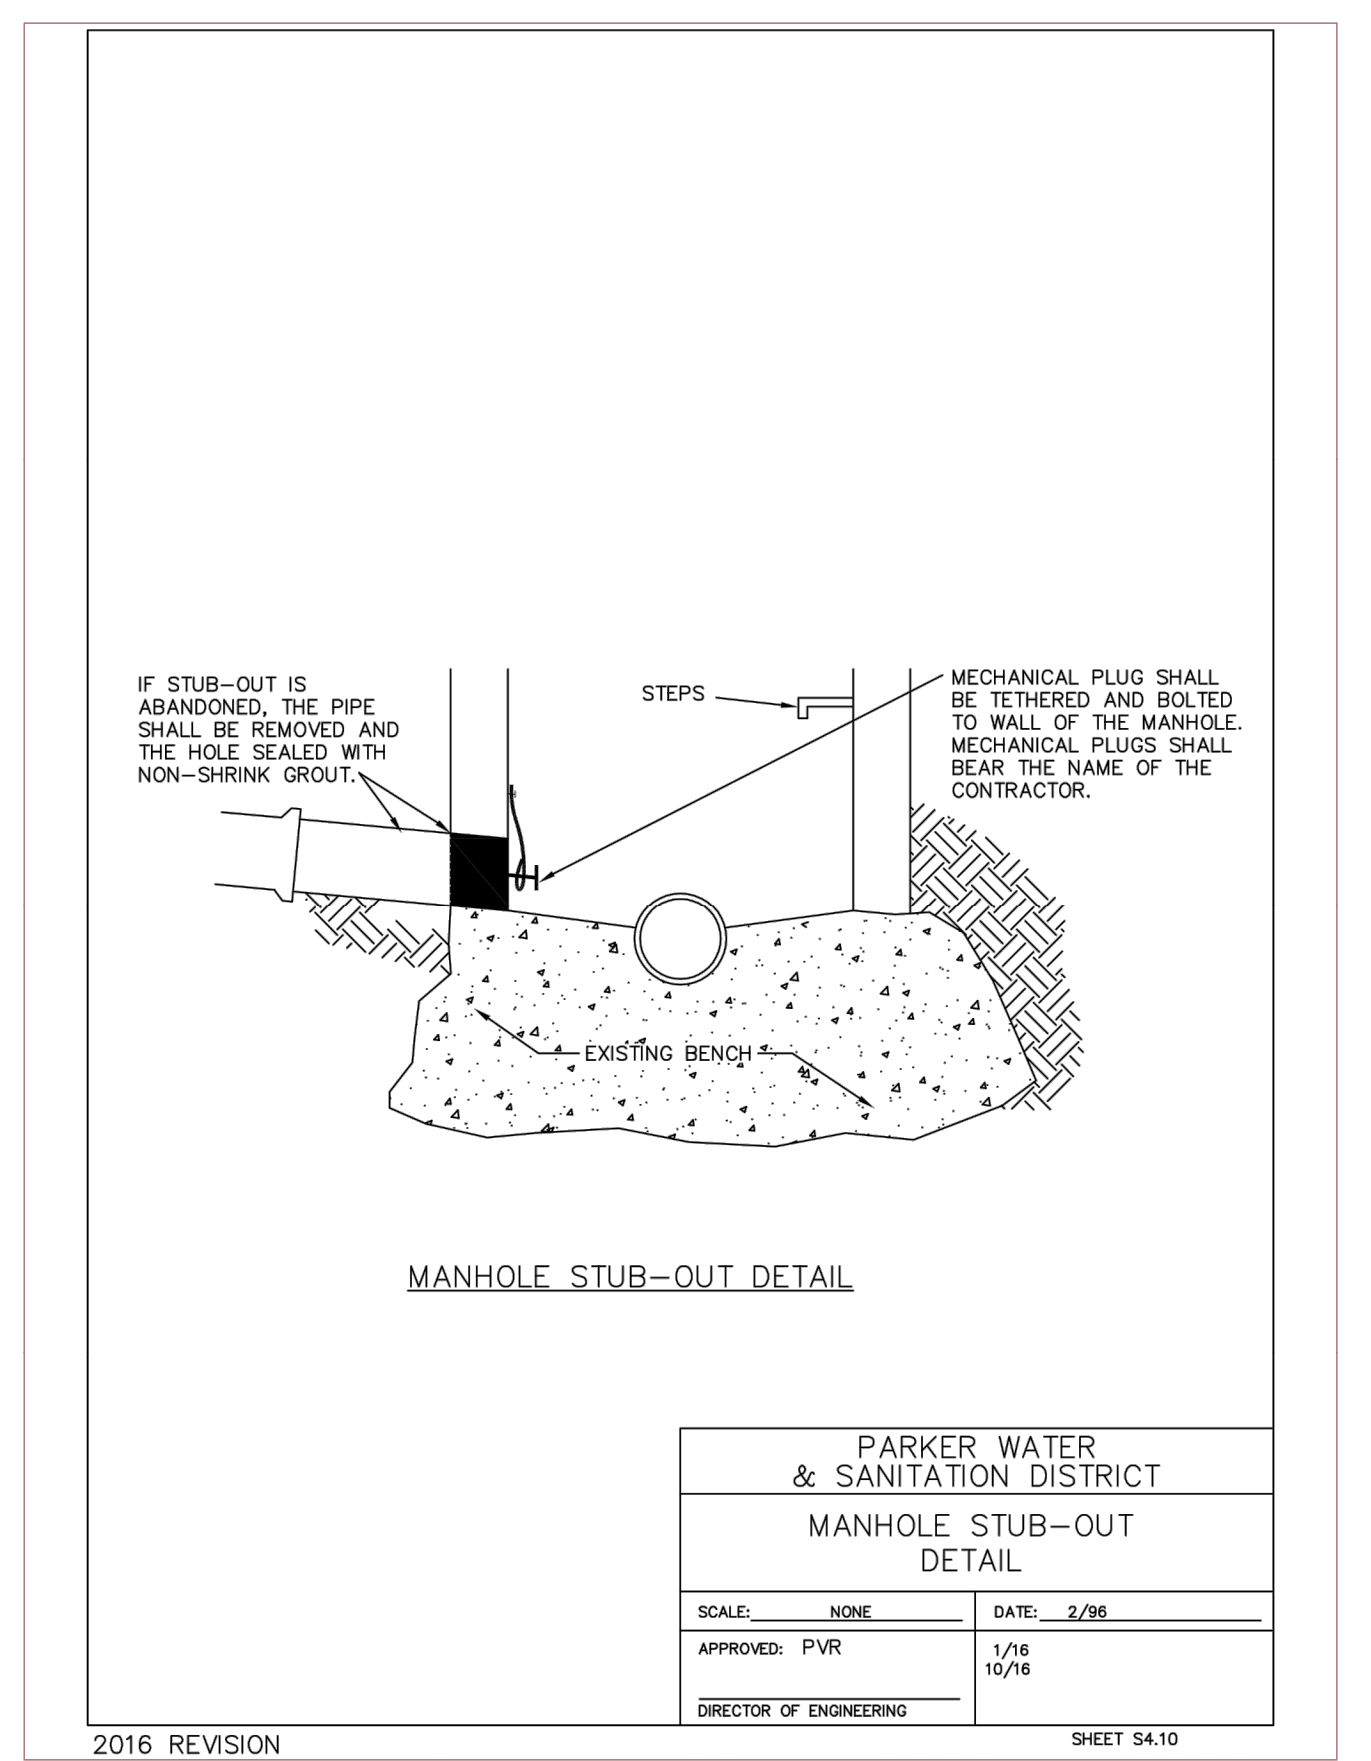 IF STUB-OUT IS
ABANDONED, THE PIPE
SHALL BE REMOVED AND
THE HOLE SEALED WITH
NON-SHRINK GROUT.
STEPS
MECHANICAL PLUG SHALL
BE TETHERED AND BOLTED
TO WALL OF THE MANHOLE.
MECHANICAL PLUGS SHALL
BEAR THE NAME OF THE
CONTRACTOR.
EXISTING BENCH
MANHOLE STUB-OUT DETAIL
PARKER WATER
& SANITATION DISTRICT
MANHOLE STUB-OUT
DETAIL
SCALE: NONE
DATE: 2/96
APPROVED: PVR
1/16
10/16
DIRECTOR OF ENGINEERING
2016 REVISION
SHEET S4.10